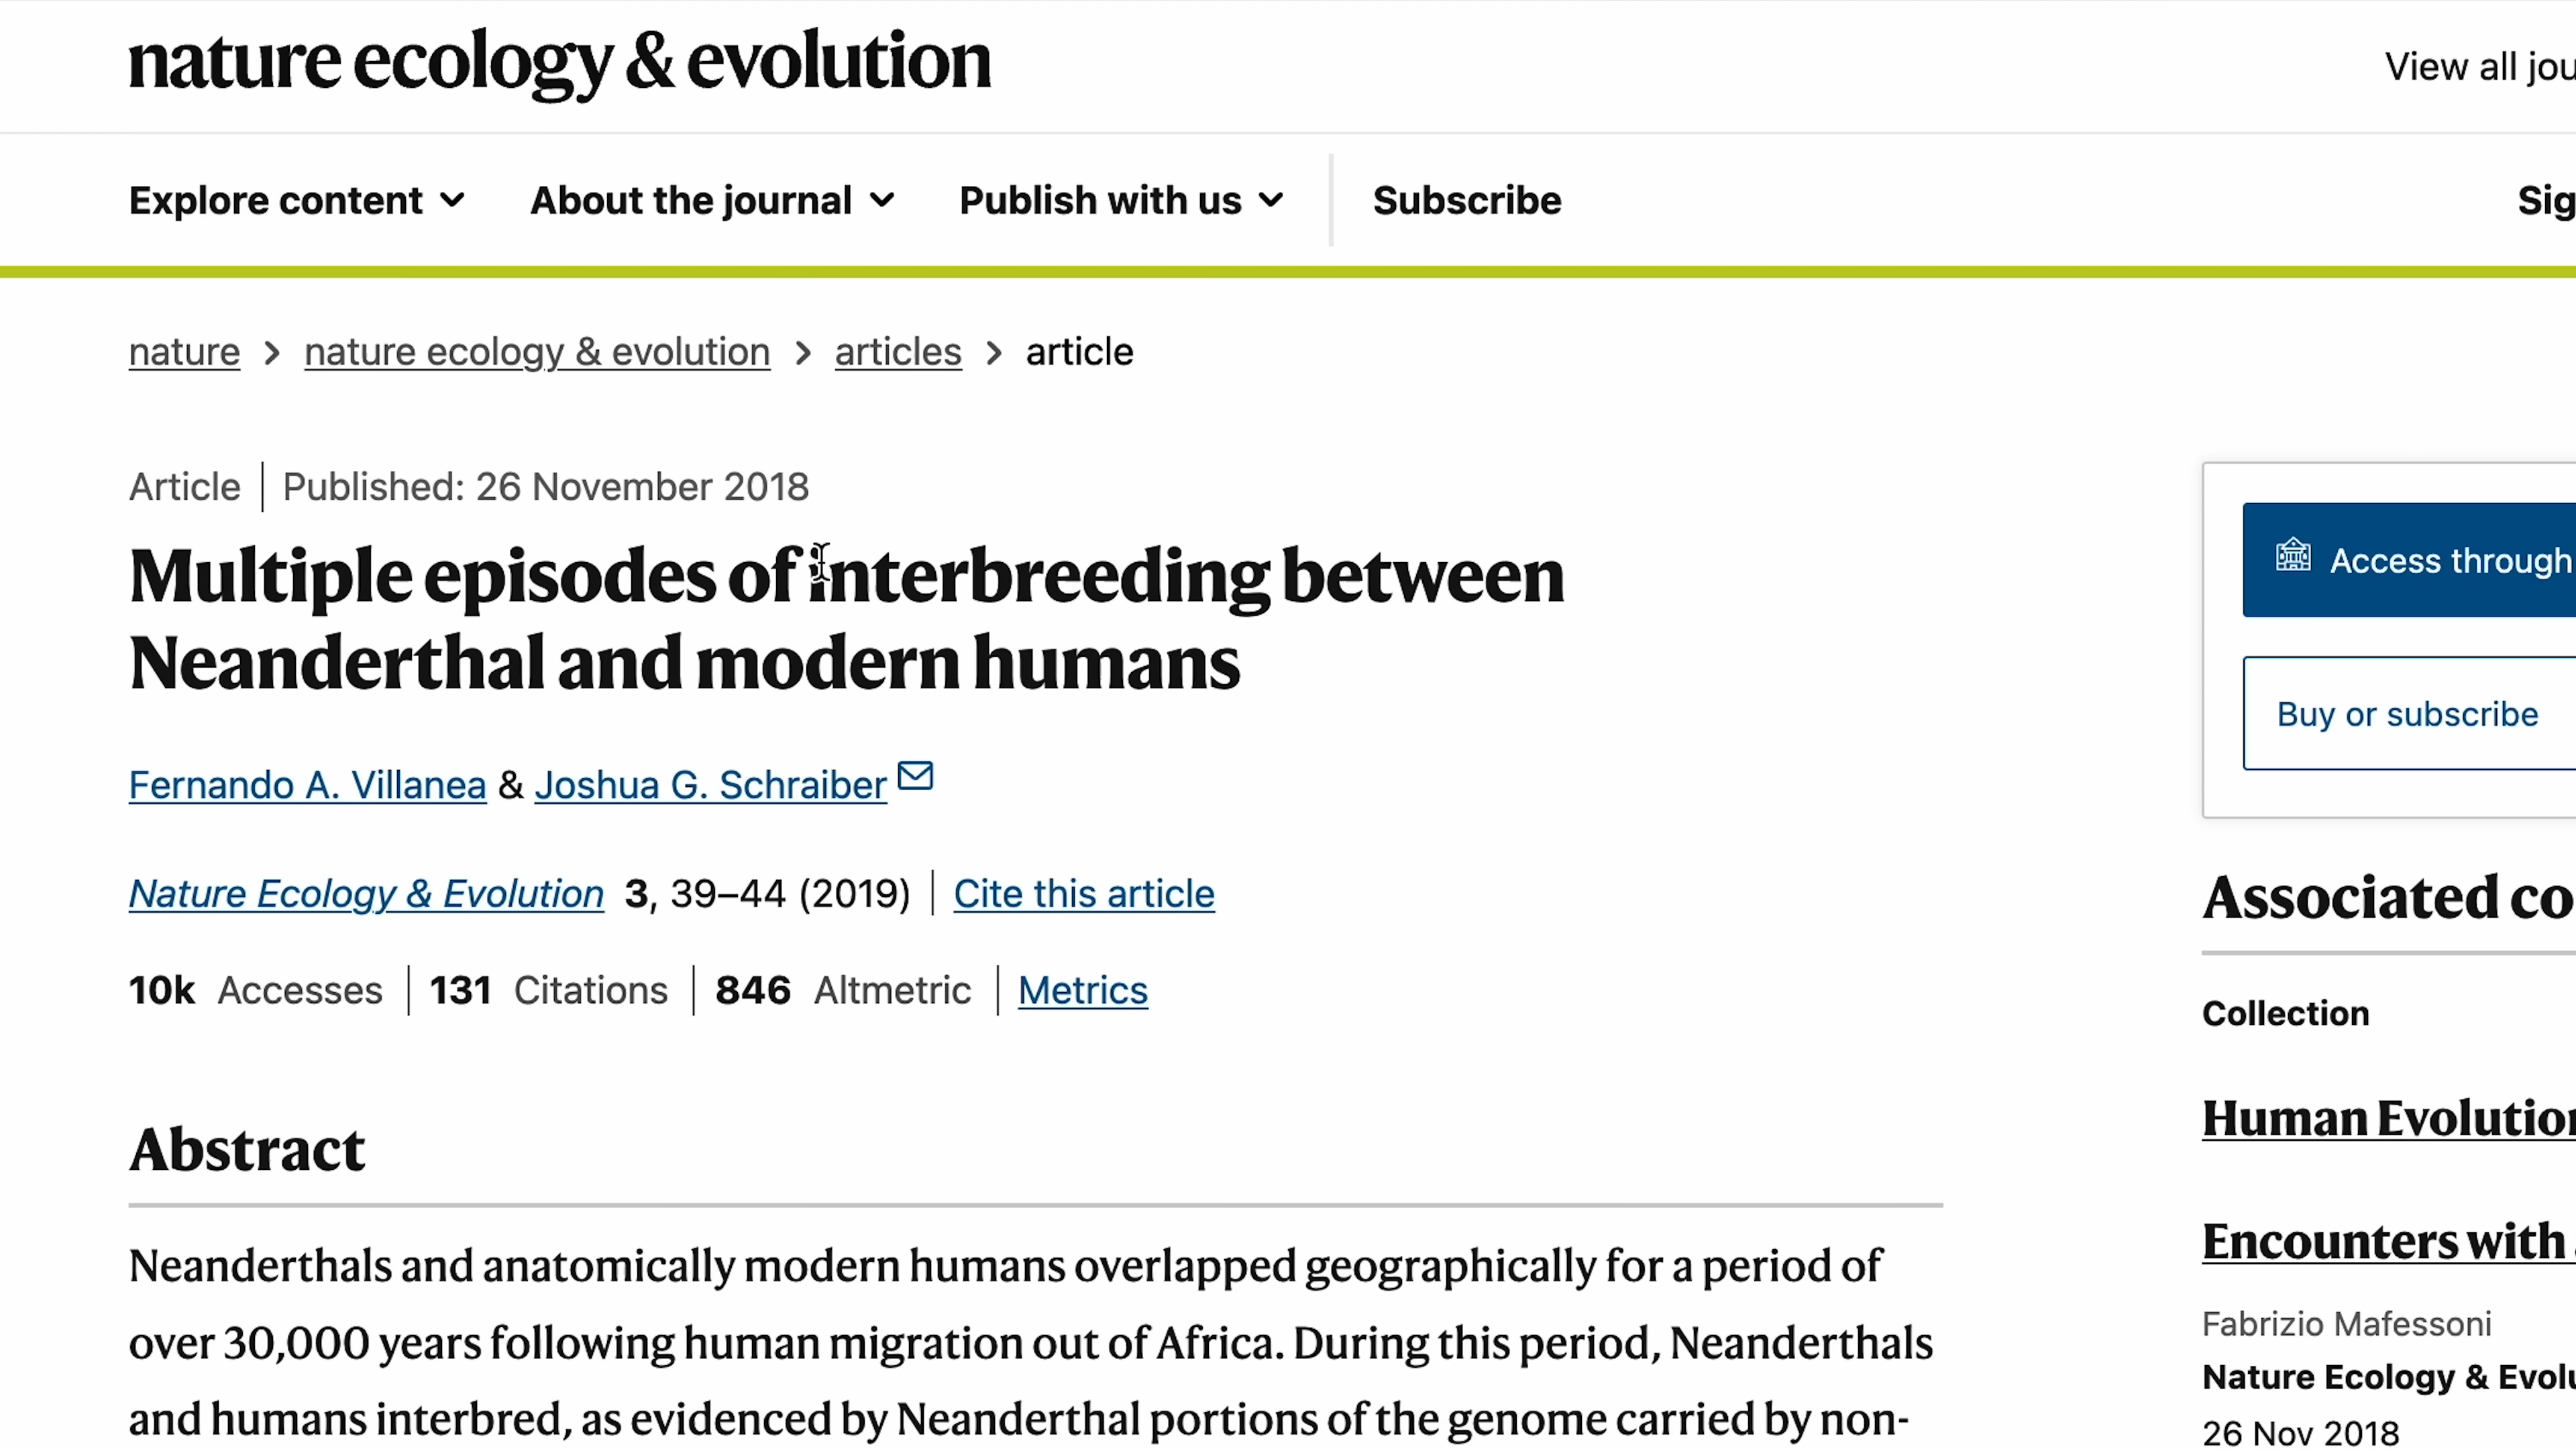 nature ecology & evolution
View all jou
Explore content
About the journal
Publish with us
Subscribe
Sig
nature > nature ecology & evolution > articles > article
Article | Published: 26 November 2018
Multiple episodes of interbreeding between
Neanderthal and modern humans
Fernando A. Villanea & Joshua G. Schraiber
Nature Ecology & Evolution 3, 39–44 (2019) | Cite this article
10k Accesses | 131 Citations | 846 Altmetric | Metrics
Abstract
Neanderthals and anatomically modern humans overlapped geographically for a period of
over 30,000 years following human migration out of Africa. During this period, Neanderthals
and humans interbred, as evidenced by Neanderthal portions of the genome carried by non-
Access through
Buy or subscribe
Associated co
Collection
Human Evolution
Encounters with
Fabrizio Mafessoni
Nature Ecology & Evolu
26 Nov 2018